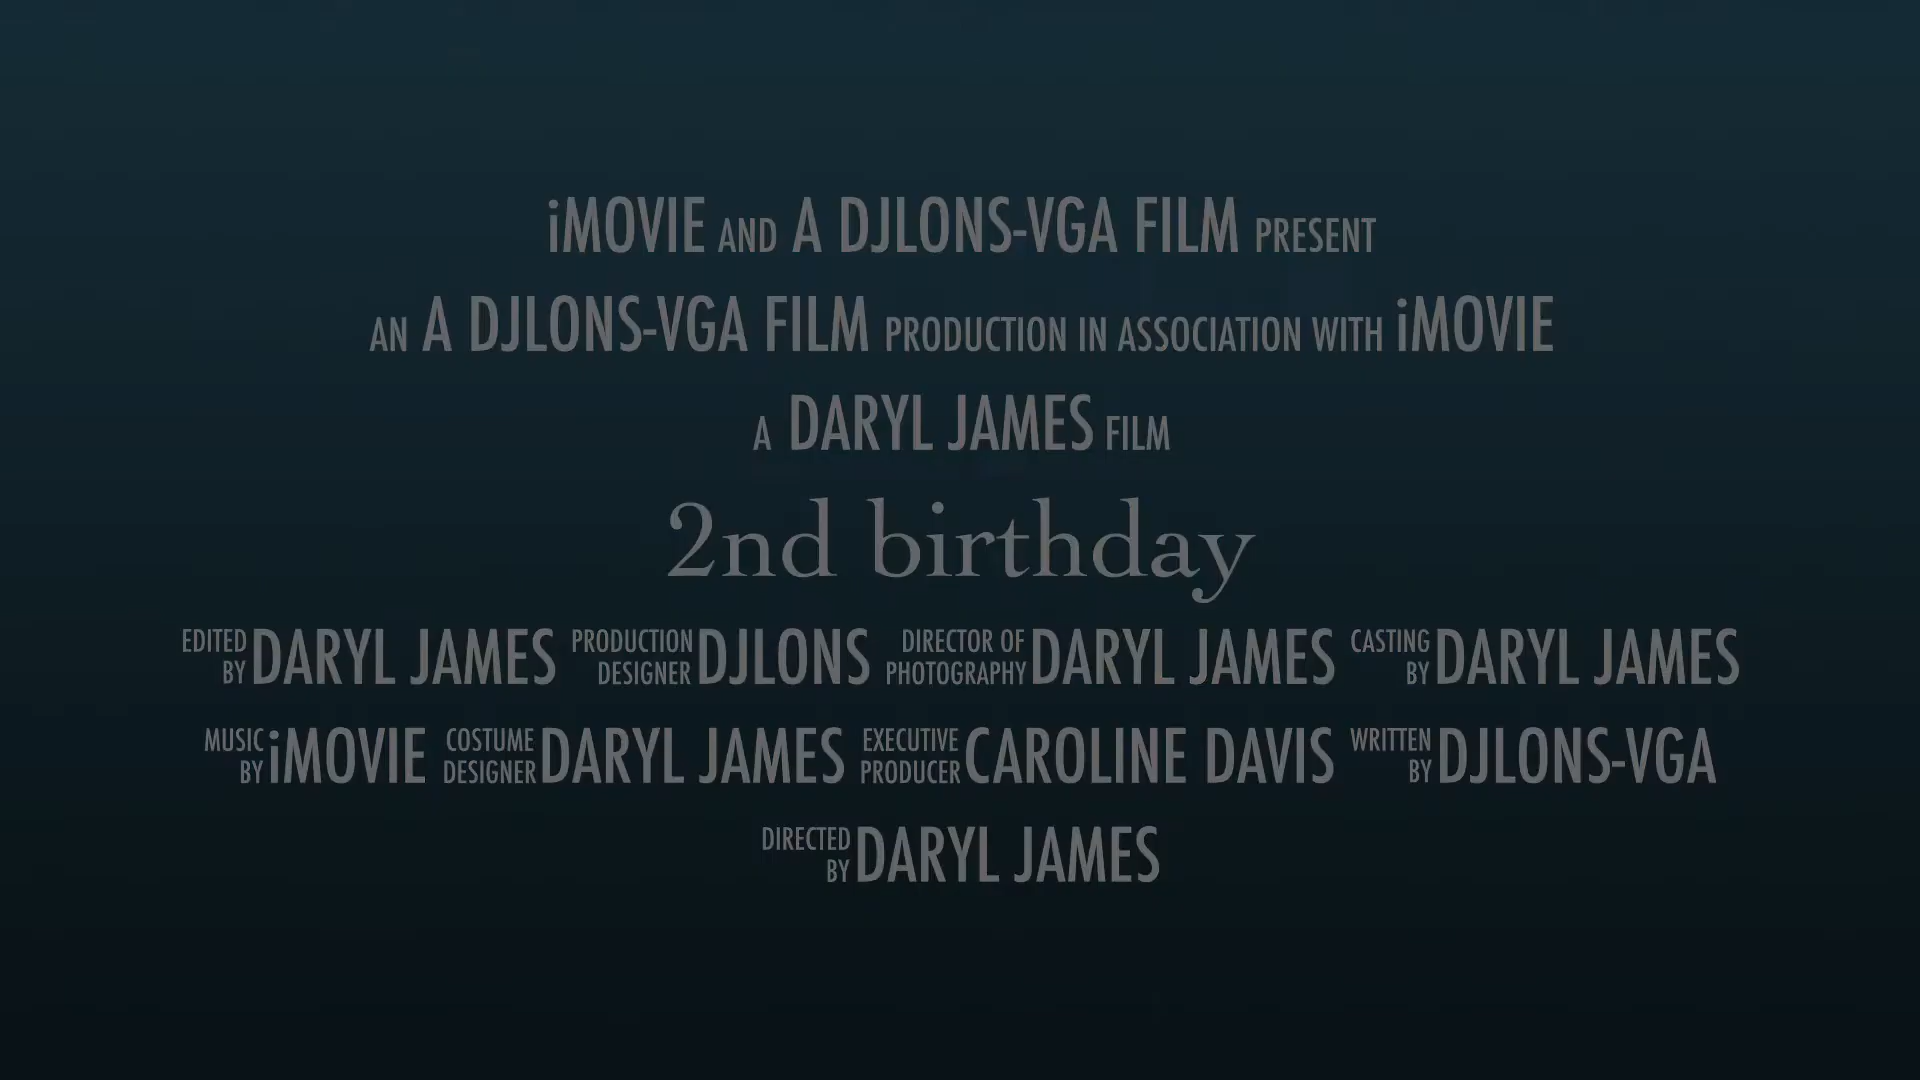 iMOVIE AND A DJLONS-VGA FILM PRESENT
AN A DJLONS-VGA FILM PRODUCTION IN ASSOCIATION WITH iMOVIE
A DARYL JAMES FILM
2nd birthday
EDITED BY DARYL JAMES PRODUCTION DESIGNER DJLONS DIRECTOR OF PHOTOGRAPHY DARYL JAMES CASTING BY DARYL JAMES
MUSIC BY iMOVIE COSTUME DESIGNER DARYL JAMES EXECUTIVE PRODUCER CAROLINE DAVIS WRITTEN BY DJLONS-VGA
DIRECTED BY DARYL JAMES